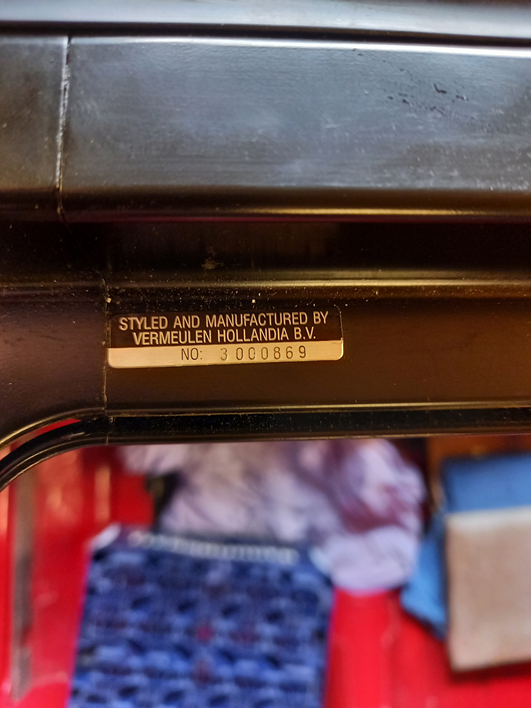 STYLED AND MANUFACTURED BY
VERMEULEN HOLLANDIA B.V.
NO: 3000869